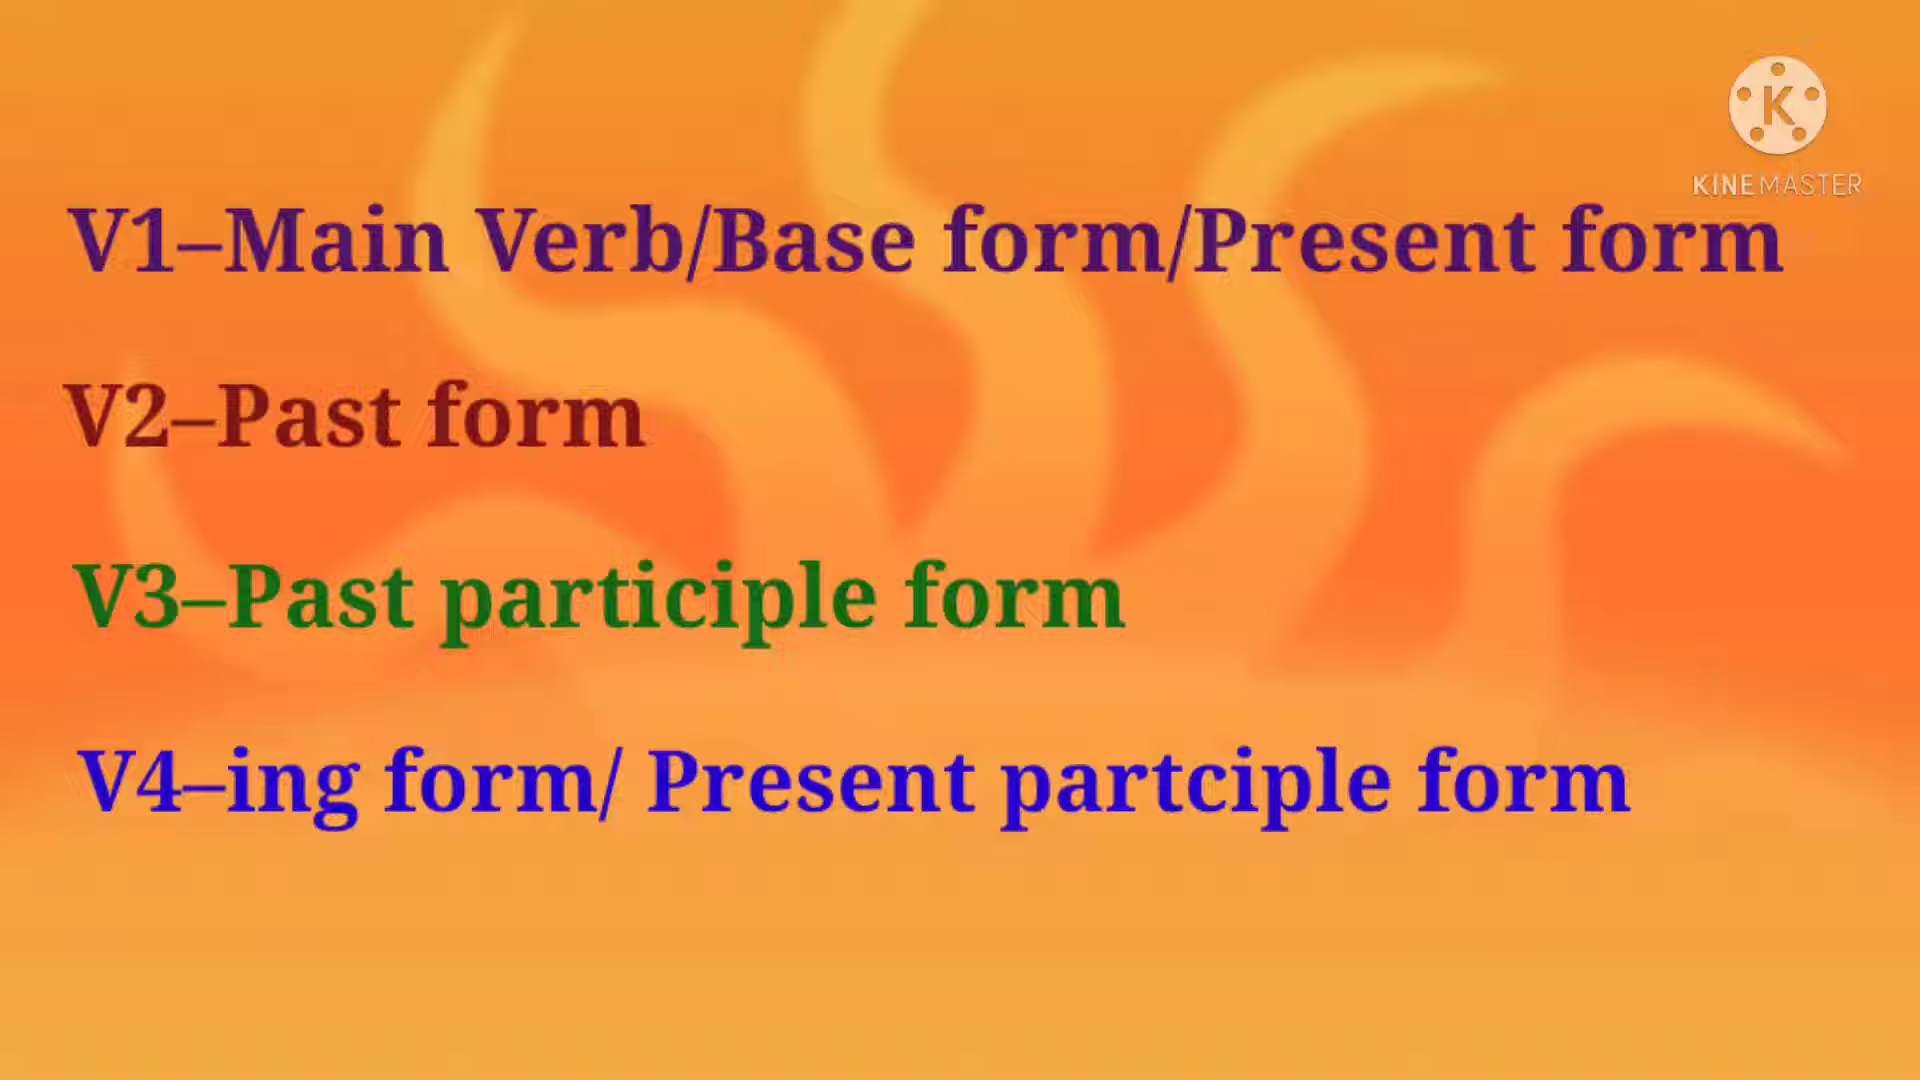 K
KINEMASTER
V1–Main Verb/Base form/Present form
V2–Past form
V3–Past participle form
V4–ing form/ Present partciple form